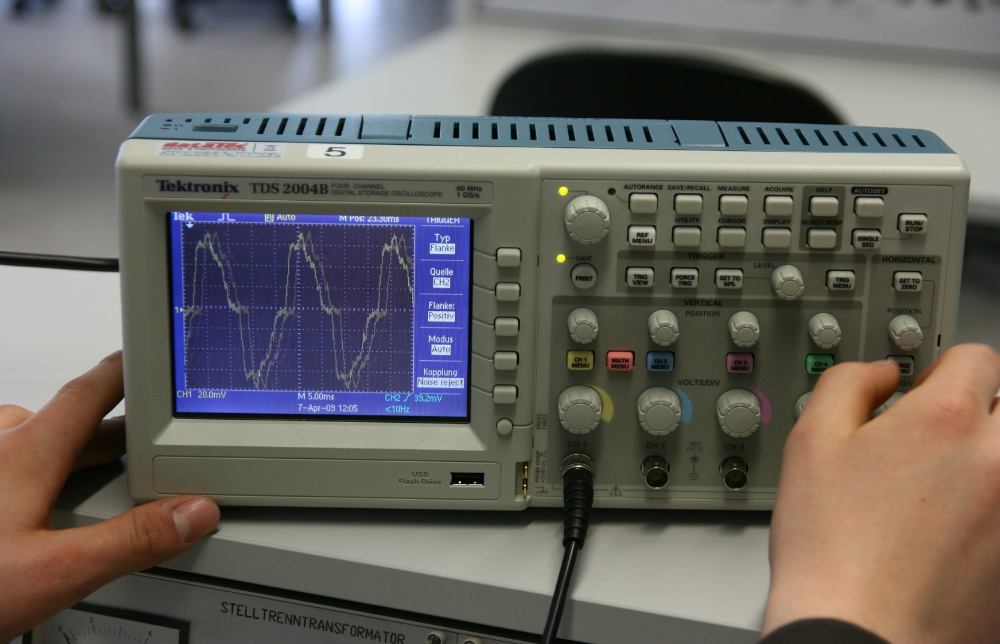 dataTec
5
Tektronix TDS 2004B FOUR CHANNEL
DIGITAL STORAGE OSCILLOSCOPE
60 MHz
1 GS/s
Tek
R Auto
M Pos: 23.30ms
TRIGGER
Typ
Flanke
Quelle
CH2
Flanke:
Positiv
Modus
Auto
Kopplung
Noise reject
1
CH1 20.0mV
M 5.00ms
CH2 39.2mV
7-Apr-09 12:05
<10Hz
USB
Flash Drive
AUTORANGE
SAVE/RECALL
MEASURE
ACQUIRE
HELP
AUTOSET
REF
MENU
UTILITY
CURSOR
DISPLAY
DEFAULT SETUP
SINGLE
SEQ
RUN/
STOP
SAVE
PRINT
TRIGGER
LEVEL
TRIG
VIEW
FORCE
TRIG
SET TO
50%
TRIG
MENU
HORIZONTAL
SET TO
ZERO
POSITION
VERTICAL
POSITION
CH 1
MENU
MATH
MENU
CH 2
MENU
CH 3
MENU
CH 4
VOLTS/DIV
PROBE
CHECK
CH 1
CH 2
CH 3
300V
CAT II
PROBE COMP
STELLTRENNTRANSFORMATOR
0
2
4